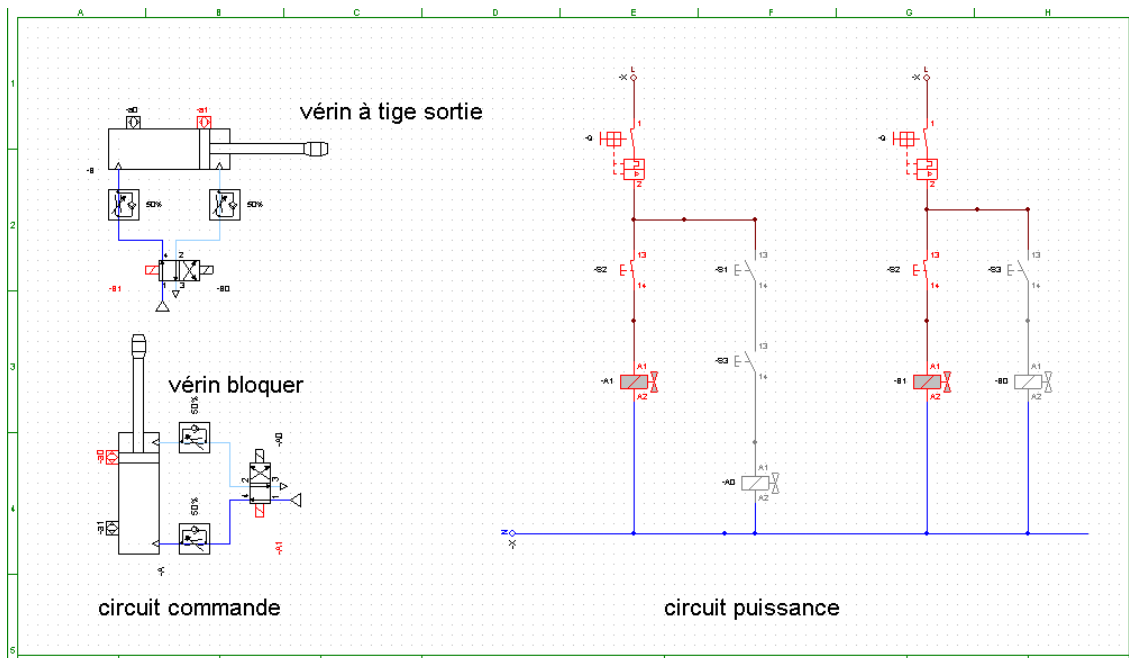 A B C D E F G H
1
2
3
4
5
vérin à tige sortie
-a0 -a1
-B
50% 50%
4 2
1 3
-B1 -B0
vérin bloquer
50%
-A0
-a0
2 3
4 1
-a1
50%
-A1
-A
circuit commande
L L
-X -X
1 1
-Q -Q
2 2
13 13 13 13
-S2 -S1 -S2 -S3
14 14 14 14
13
-S3
14
A1 A1 A1
-A1 -B1 -B0
A2 A2 A2
A1
-A0
A2
N
-X
circuit puissance